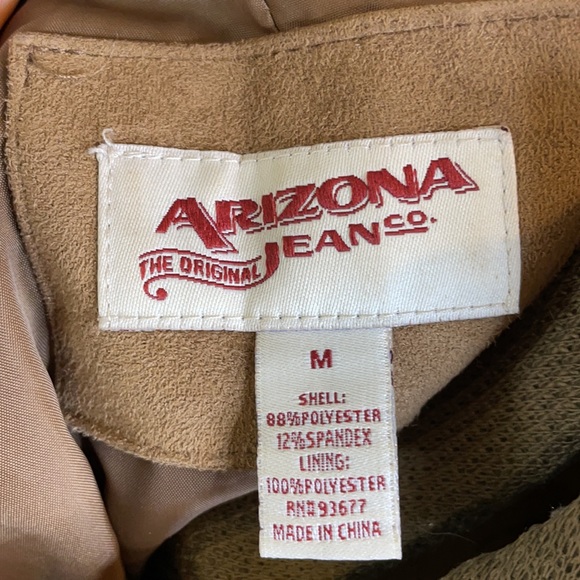 ARIZONA
THE ORIGINAL JEAN CO.
M
SHELL:
88%POLYESTER
12%SPANDEX
LINING:
100%POLYESTER
RN#93677
MADE IN CHINA